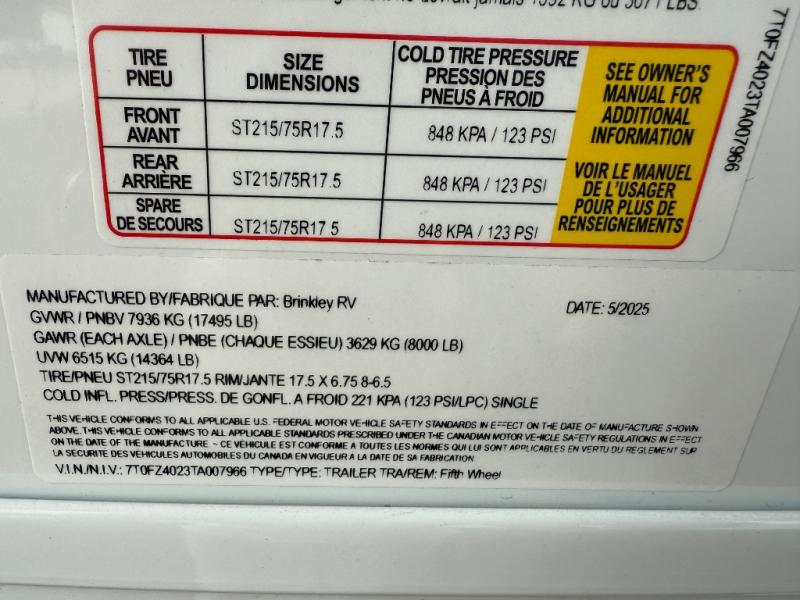 jamais 1392 KG ou 3071 LBS
TIRE PNEU SIZE DIMENSIONS COLD TIRE PRESSURE PRESSION DES PNEUS À FROID
FRONT AVANT ST215/75R17.5 848 KPA / 123 PSI
REAR ARRIÈRE ST215/75R17.5 848 KPA / 123 PSI
SPARE DE SECOURS ST215/75R17.5 848 KPA / 123 PSI
SEE OWNER'S
MANUAL FOR
ADDITIONAL
INFORMATION
VOIR LE MANUEL
DE L'USAGER
POUR PLUS DE
RENSEIGNEMENTS
7T0FZ4023TA007966
MANUFACTURED BY/FABRIQUE PAR: Brinkley RV DATE: 5/2025
GVWR / PNBV 7936 KG (17495 LB)
GAWR (EACH AXLE) / PNBE (CHAQUE ESSIEU) 3629 KG (8000 LB)
UVW 6515 KG (14364 LB)
TIRE/PNEU ST215/75R17.5 RIM/JANTE 17.5 X 6.75 8-6.5
COLD INFL. PRESS/PRESS. DE GONFL. A FROID 221 KPA (123 PSI/LPC) SINGLE
THIS VEHICLE CONFORMS TO ALL APPLICABLE U.S. FEDERAL MOTOR VEHICLE SAFETY STANDARDS IN EFFECT ON THE DATE OF MANUFACTURE SHOWN
ABOVE. THIS VEHICLE CONFORMS TO ALL APPLICABLE STANDARDS PRESCRIBED UNDER THE CANADIAN MOTOR VEHICLE SAFETY REGULATIONS IN EFFECT
ON THE DATE OF THE MANUFACTURE – CE VEHICULE EST CONFORME A TOUTES LES NORMES QUI LUI SONT APPLICABLES EN VERTU DU REGLEMENT SUR
LA SECURITE DES VÉHICULES AUTOMOBILES DU CANADA EN VIGUEUR A LA DATE DE SA FABRICATION
V.I.N./N.I.V.: 7T0FZ4023TA007966 TYPE/TYPE: TRAILER TRA/REM: Fifth Wheel